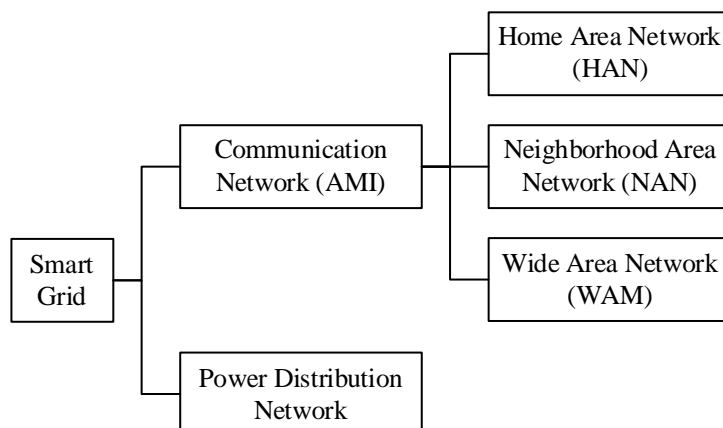 Home Area Network
(HAN)
Communication
Network (AMI)
Neighborhood Area
Network (NAN)
Smart
Grid
Wide Area Network
(WAM)
Power Distribution
Network